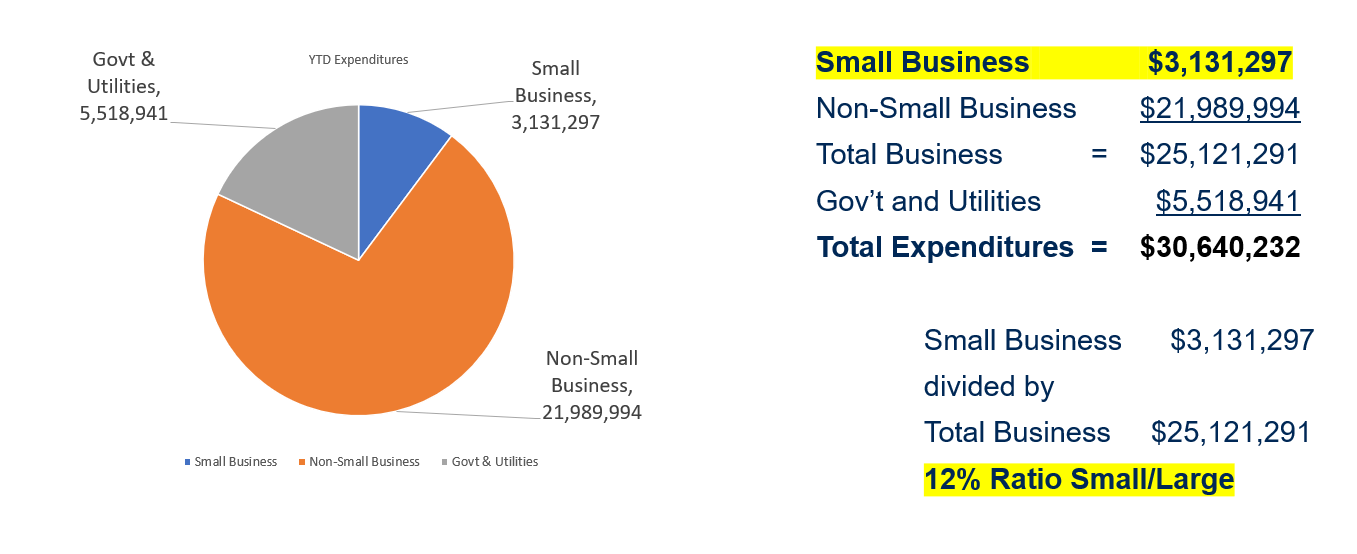 YTD Expenditures
Govt &
Utilities,
5,518,941
Small
Business,
3,131,297
Non-Small
Business,
21,989,994
Small Business Non-Small Business Govt & Utilities
Small Business $3,131,297
Non-Small Business $21,989,994
Total Business = $25,121,291
Gov’t and Utilities $5,518,941
Total Expenditures = $30,640,232
Small Business $3,131,297
divided by
Total Business $25,121,291
12% Ratio Small/Large